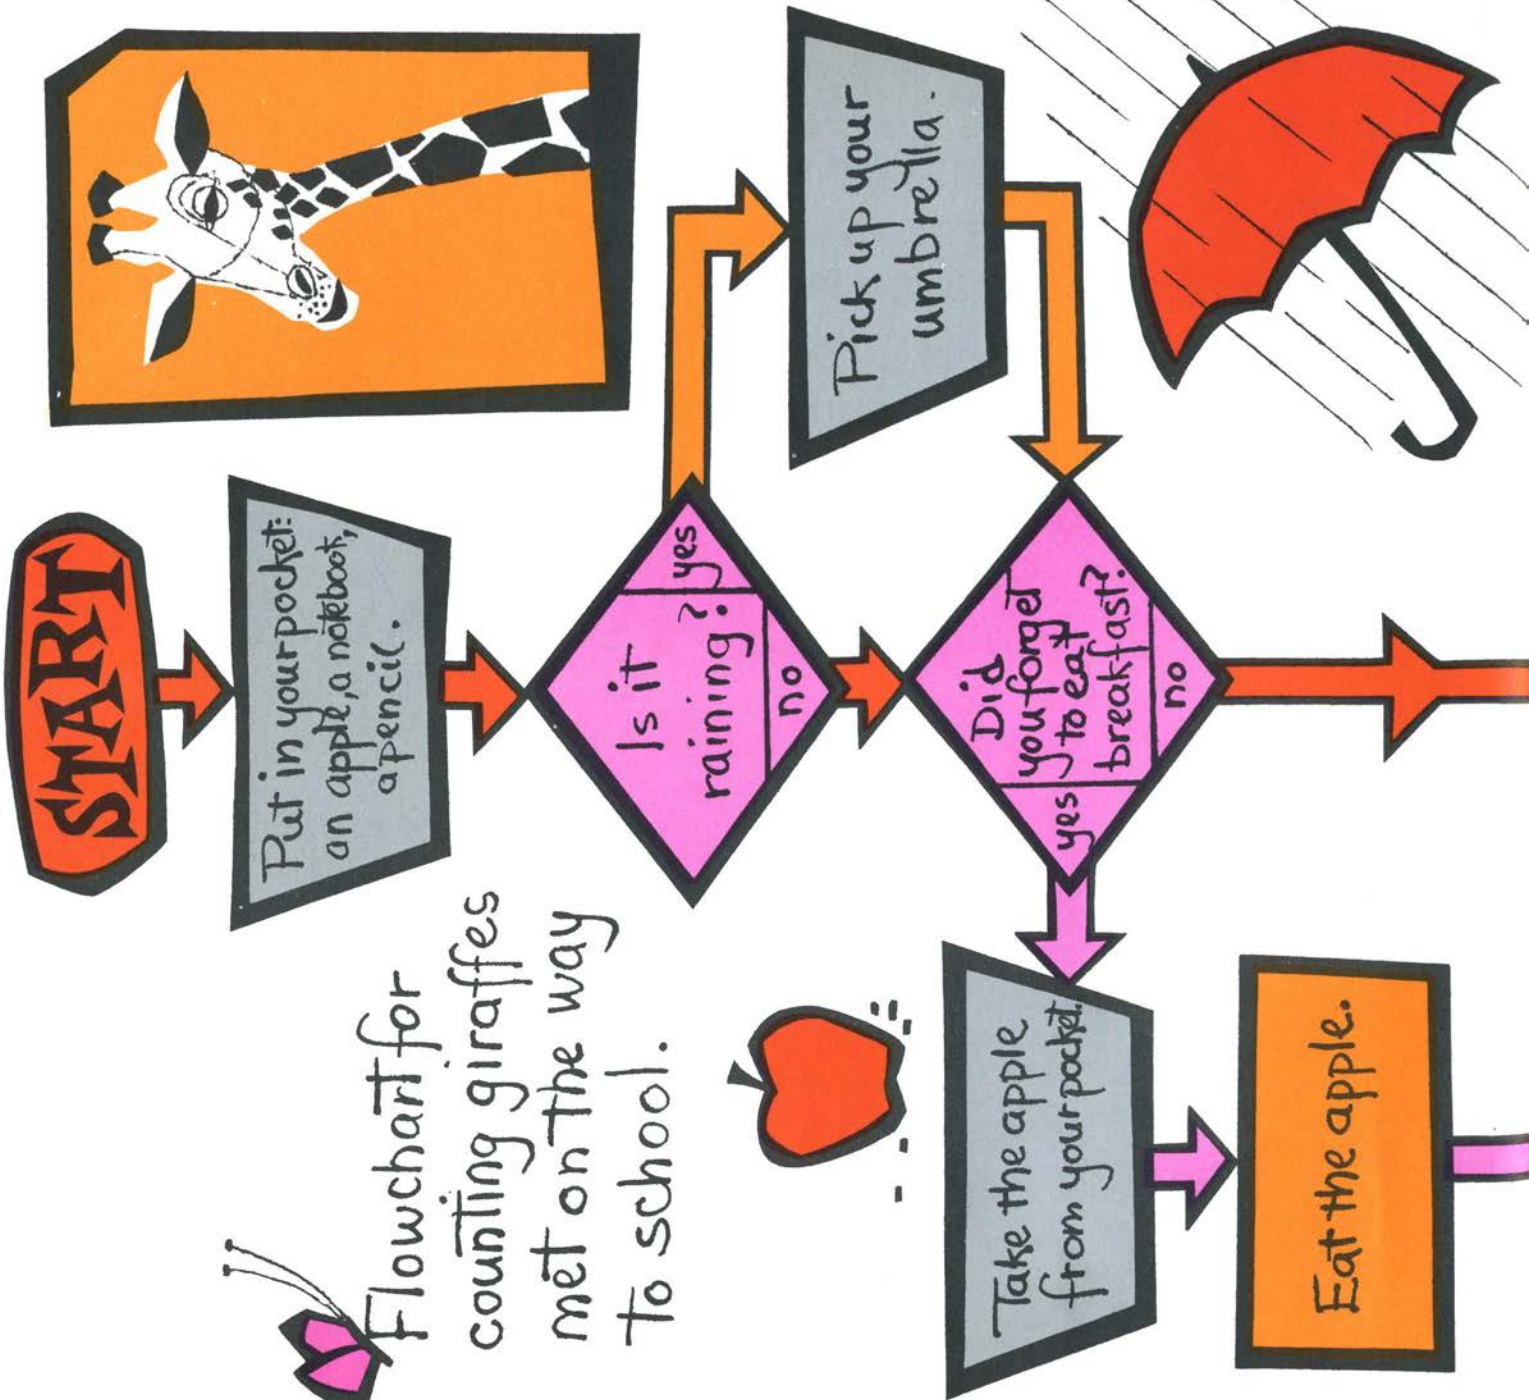 Flowchart for
counting giraffes
met on the way
to school.
START
Put in your pocket:
an apple, a notebook,
a pencil.
Is it
raining?
yes
no
Pick up your
umbrella.
Did
you forget
to eat
breakfast?
yes
no
Take the apple
from your pocket.
Eat the apple.